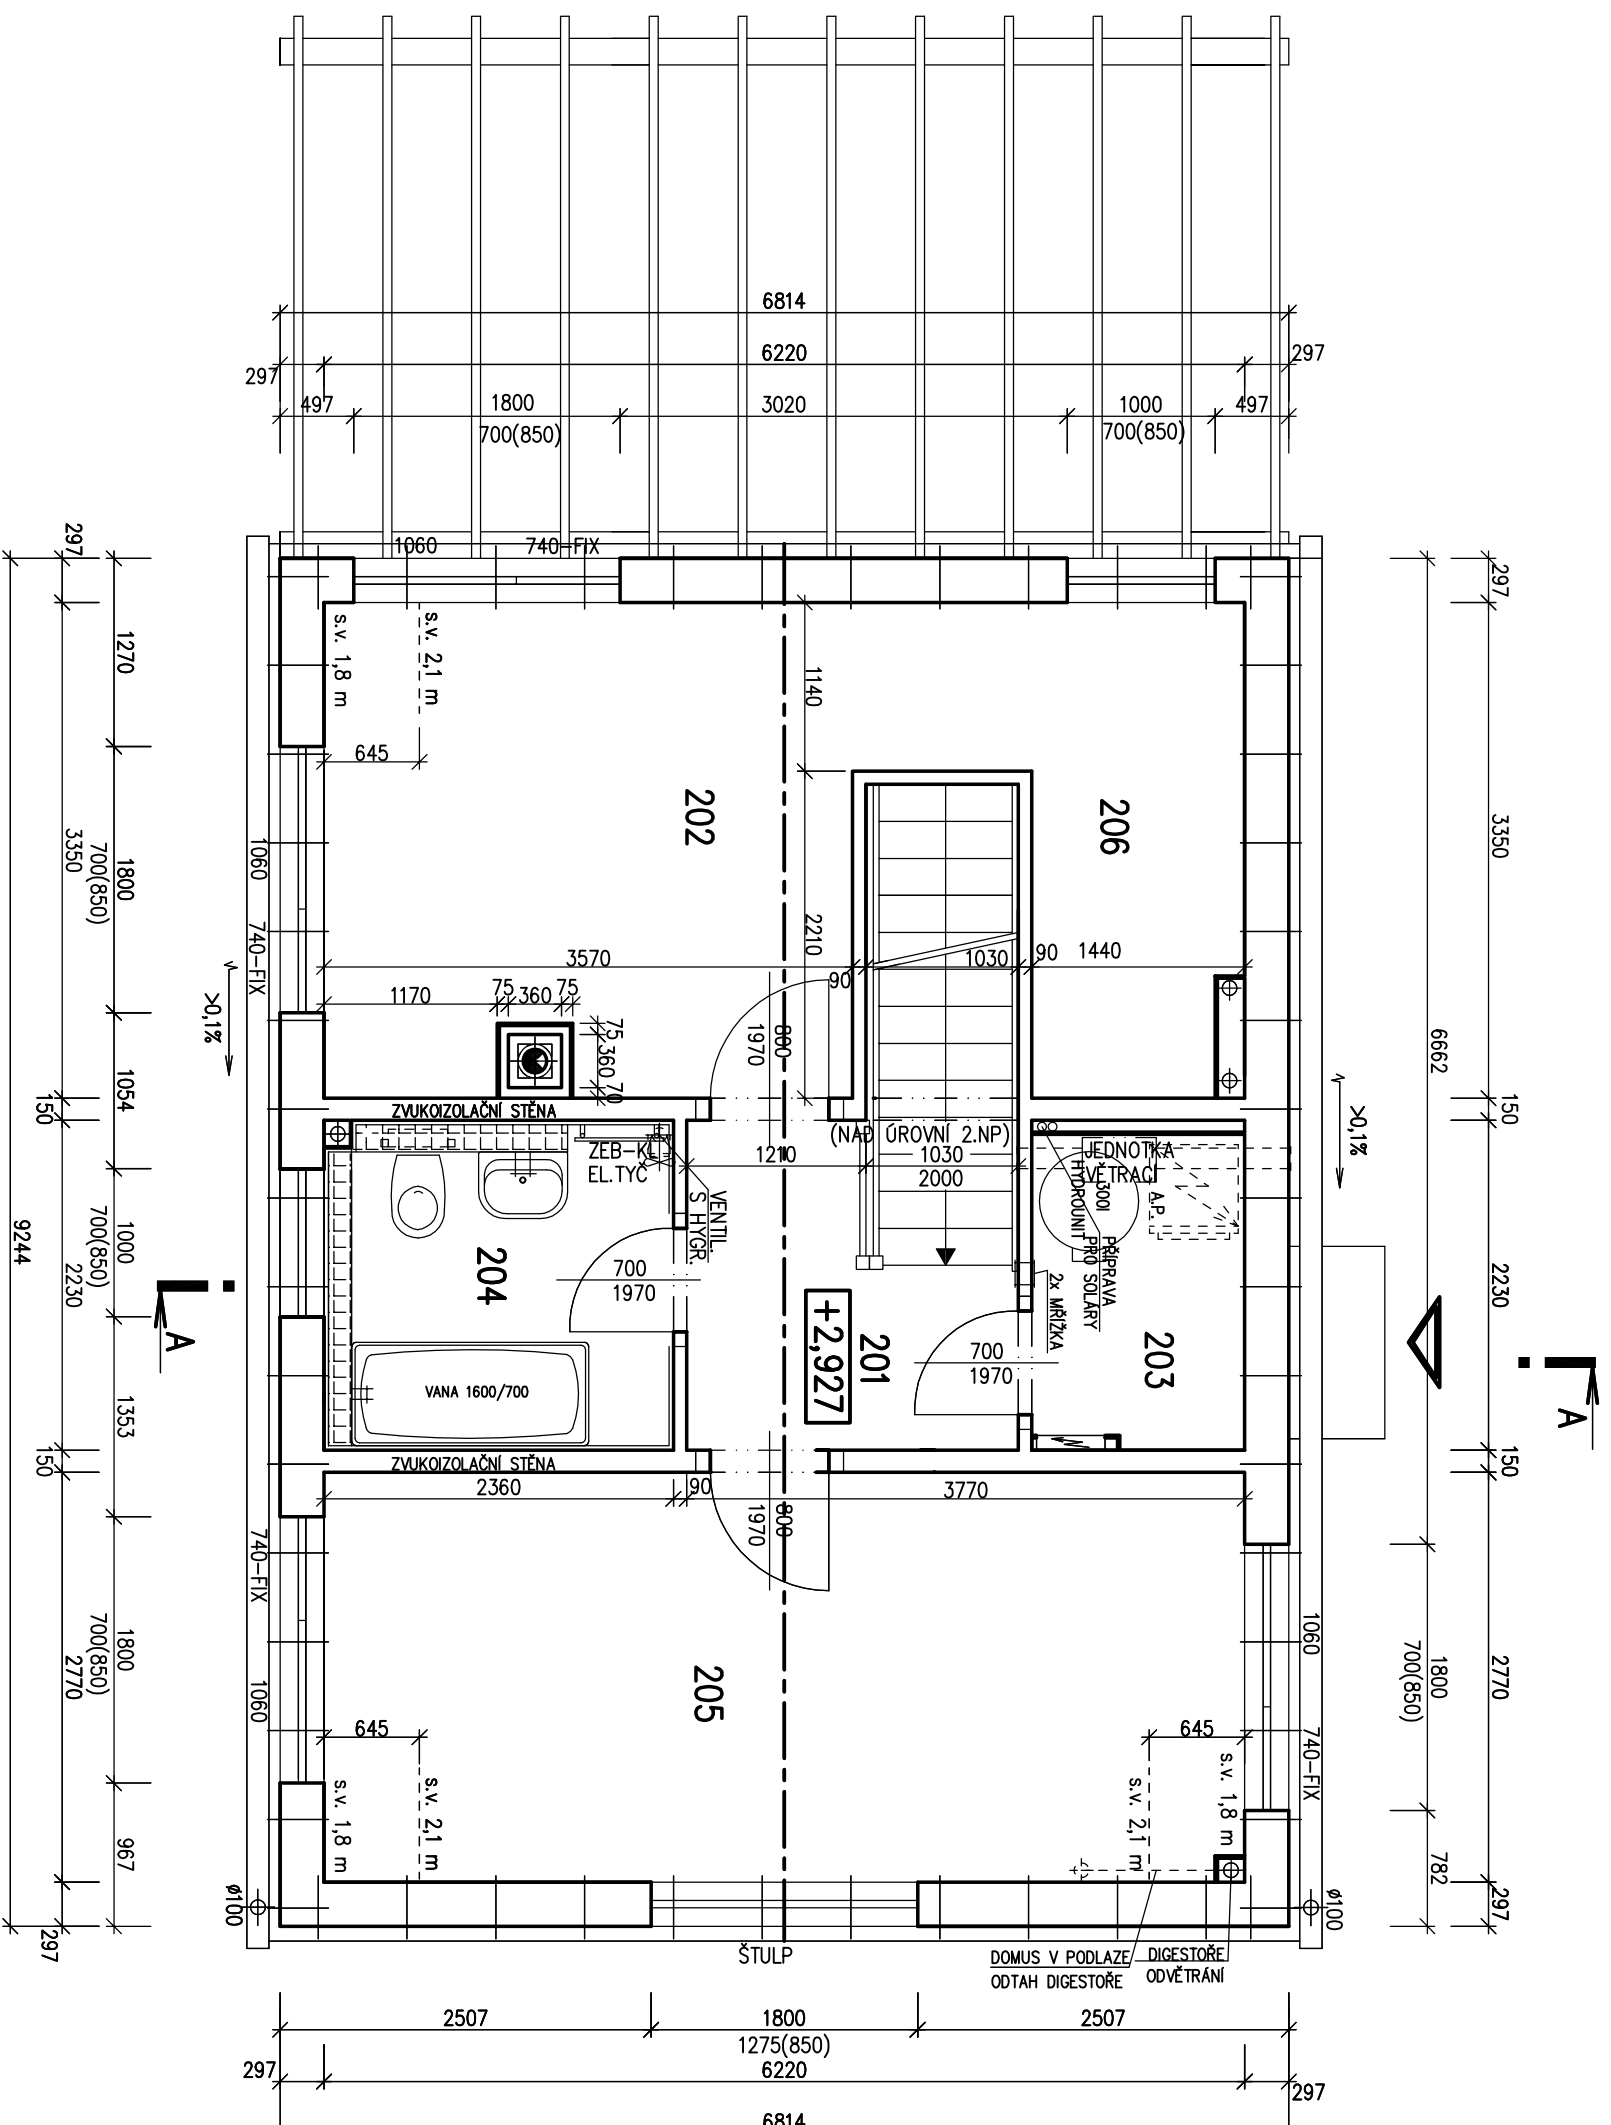 6814
6220
297
297
497
1800
3020
1000
497
700(850)
700(850)
1060
740-FIX
297
297
1270
s.v. 1,8 m
s.v. 2,1 m
645
1140
202
206
3350
1800
700(850)
3350
1060
740-FIX
>0,1%
2210
3570
90
1030
90
1440
1170
75
360
75
75
360
70
800
1970
6662
>0,1%
1054
150
150
ZVUKOIZOLAČNÍ STĚNA
(NAD ÚROVNÍ 2.NP)
ZEB-KL
EL.TYČ
1210
1030
2000
JEDNOTKA
VĚTRACÍ
300l
HYDROUNIT
A.P.
VENTIL.
S HYGR.
PŘÍPRAVA
PRO SOLÁRY
2x MŘÍŽKA
204
700
1970
+2,927
201
700
1970
203
1000
700(850)
2230
9244
2230
A
A
VANA 1600/700
1353
150
150
ZVUKOIZOLAČNÍ STĚNA
2360
90
3770
800
1970
740-FIX
1060
1800
700(850)
2770
205
1060
740-FIX
1800
700(850)
2770
645
645
s.v. 1,8 m
s.v. 2,1 m
s.v. 2,1 m
s.v. 1,8 m
967
782
297
297
ø100
ø100
ŠTULP
DOMUS V PODLAZE
ODTAH DIGESTOŘE
DIGESTOŘE
ODVĚTRÁNÍ
2507
1800
2507
1275(850)
297
6220
297
6814